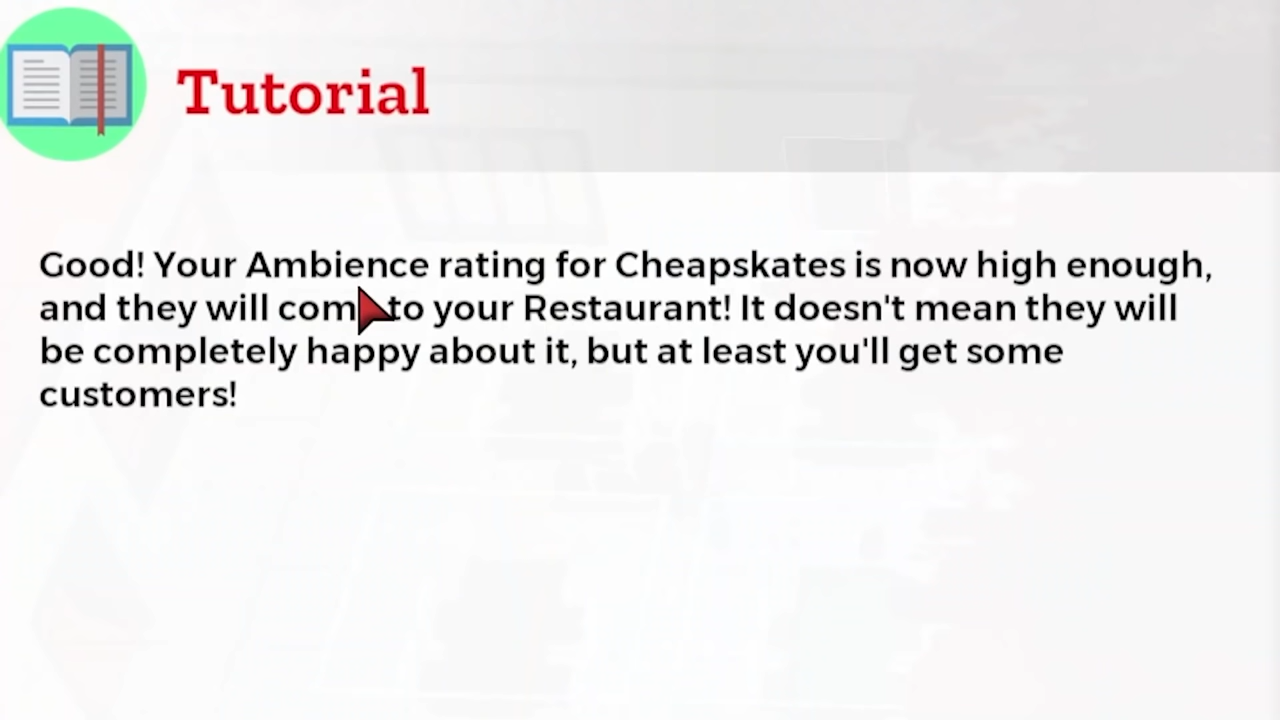 Tutorial
Good! Your Ambience rating for Cheapskates is now high enough,
and they will come to your Restaurant! It doesn't mean they will
be completely happy about it, but at least you'll get some
customers!